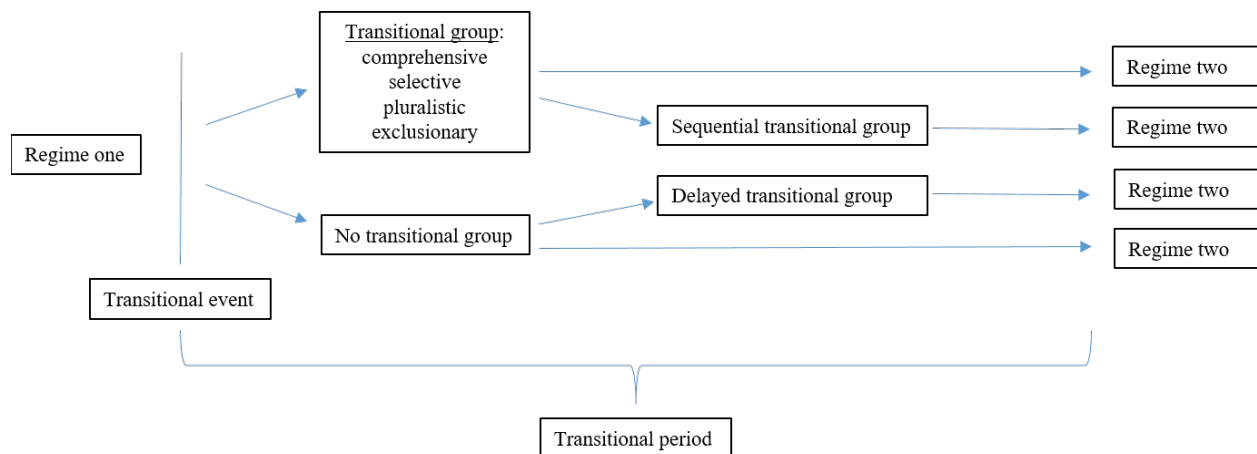 Transitional group:
comprehensive
selective
pluralistic
exclusionary
Regime two
Sequential transitional group
Regime two
Regime one
Delayed transitional group
Regime two
No transitional group
Regime two
Transitional event
Transitional period